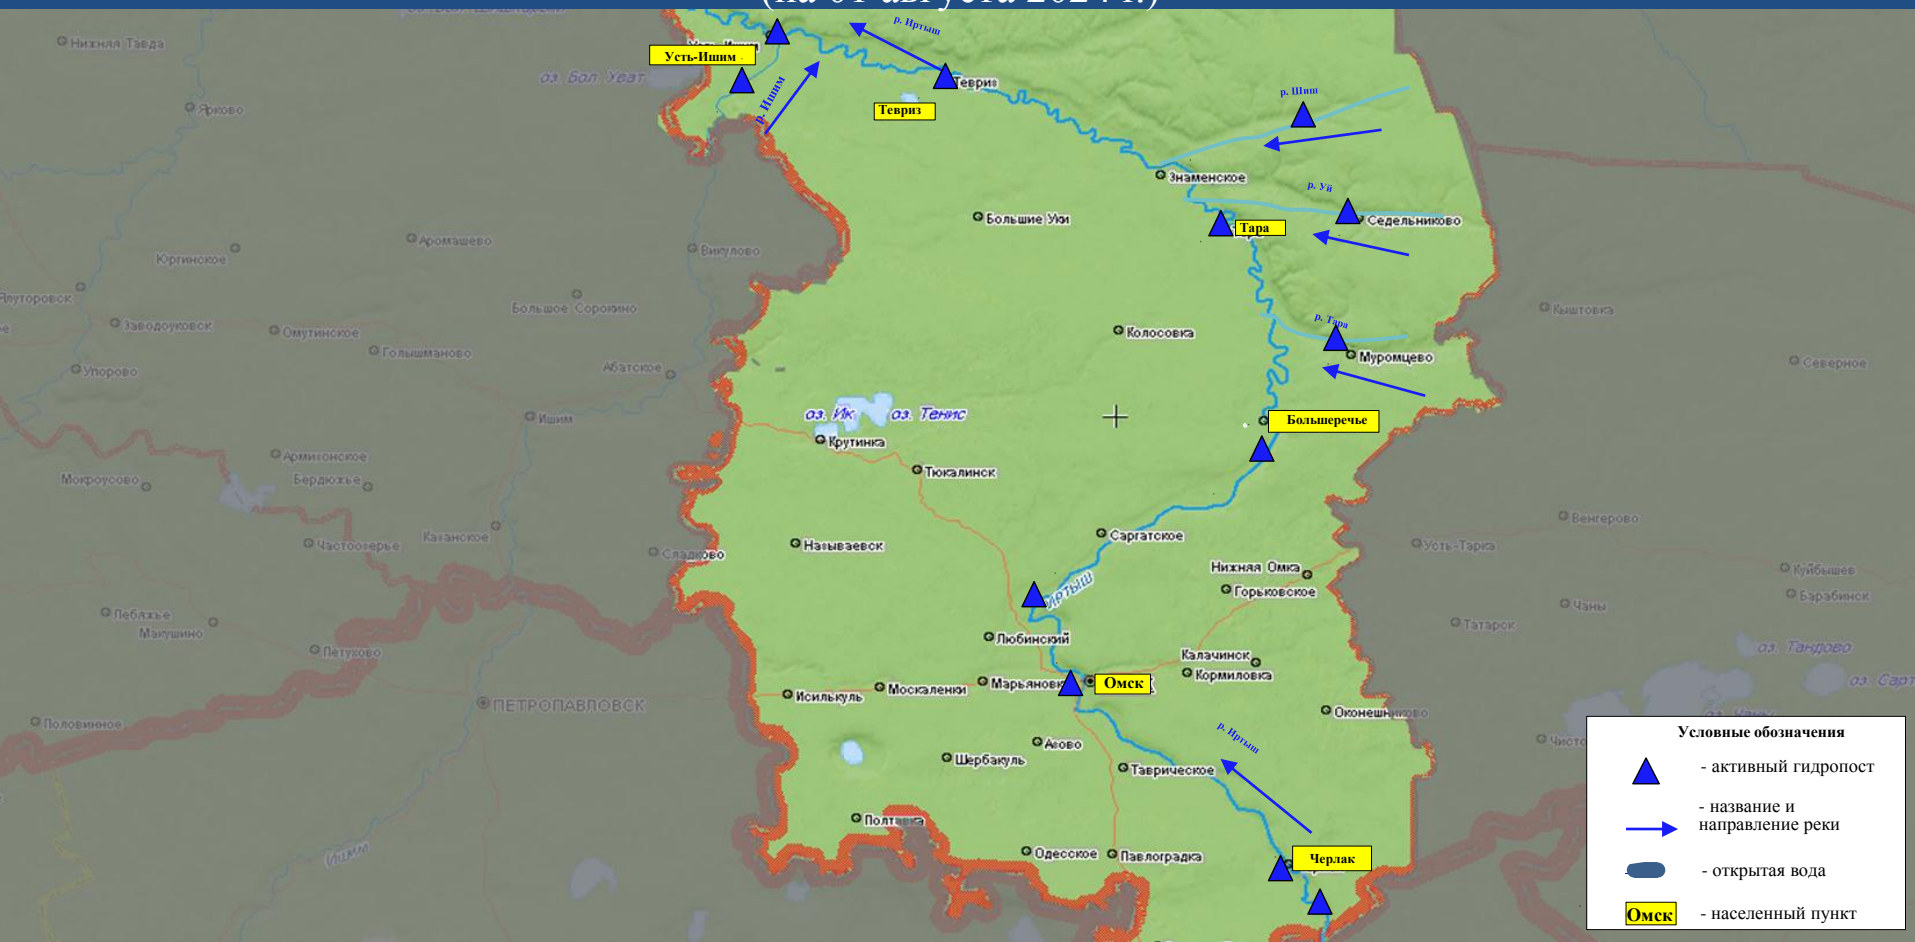 (на 01 августа 2024 г.)
Нижняя Тавда
оз. Бол. Уват
Усть-Ишим
р. Иртыш
р. Ишим
Тевриз
Тевриз
р. Шиш
Ярково
Знаменское
р. Уй
Седельниково
Большие Уки
Тара
Аромашево
Юргинское
Викулово
Ялуторовск
Большое Сорокино
Заводоуковск
Омутинское
Голышманово
Упорово
Абатское
Колосовка
р. Тара
Муромцево
Кыштовка
Северное
оз. Ик
оз. Тенис
Ишим
Крутинка
Большеречье
Армизонское
Мокроусово
Бердюжье
Тюкалинск
Казанское
Частоозерье
Сладково
Называевск
Саргатское
Венгерово
Усть-Тарка
Нижняя Омка
Горьковское
ИРТЫШ
Куйбышев
Барабинск
Чаны
Татарск
Лебяжье
Макушино
Петухово
Любинский
Калачинск
Кормиловка
оз. Тандово
Исилькуль
Москаленки
Марьяновк
Омск
ПЕТРОПАВЛОВСК
Половинное
Оконешниково
р. Иртыш
Азово
Шербакуль
Таврическое
Полтавка
Одесское
Павлоградка
Черлак
Ишим
Условные обозначения
- активный гидропост
- название и
направление реки
- открытая вода
Омск
- населенный пункт